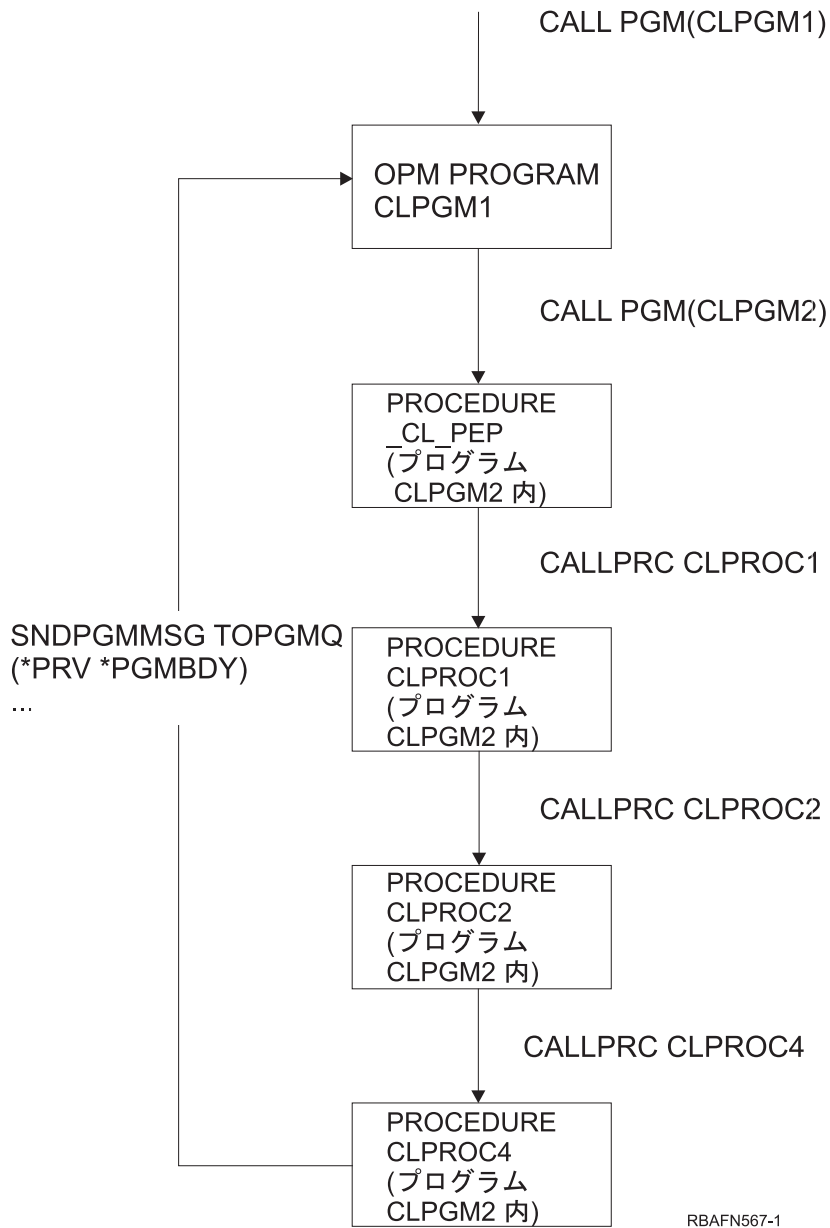 CALL PGM(CLPGM1)
OPM PROGRAM
CLPGM1
CALL PGM(CLPGM2)
PROCEDURE
_CL_PEP
(プログラム
CLPGM2 内)
CALLPRC CLPROC1
SNDPGMMSG TOPGMQ
(*PRV *PGMBDY)
...
PROCEDURE
CLPROC1
(プログラム
CLPGM2 内)
CALLPRC CLPROC2
PROCEDURE
CLPROC2
(プログラム
CLPGM2 内)
CALLPRC CLPROC4
PROCEDURE
CLPROC4
(プログラム
CLPGM2 内)
RBAFN567-1